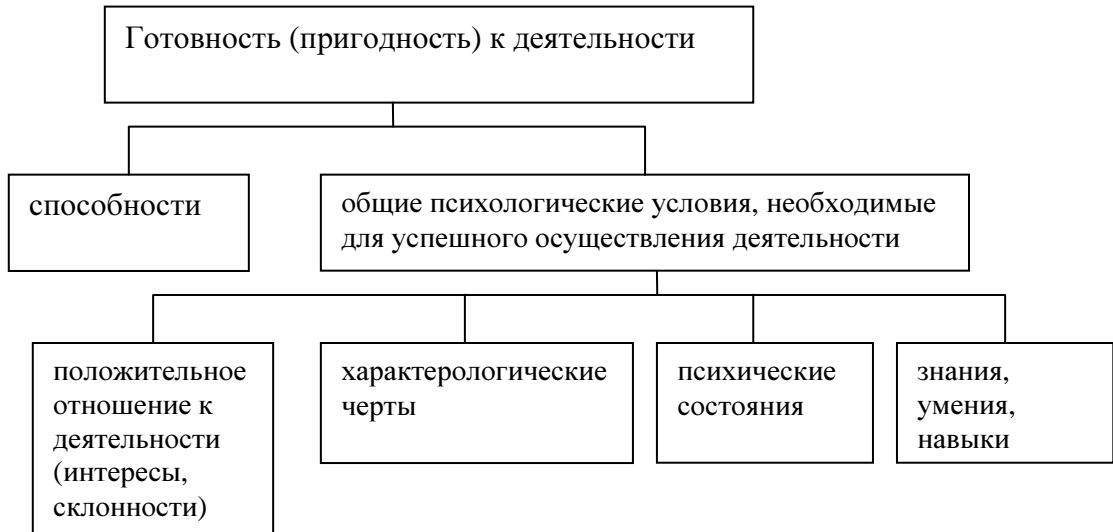 Готовность (пригодность) к деятельности
способности
общие психологические условия, необходимые
для успешного осуществления деятельности
положительное
отношение к
деятельности
(интересы,
склонности)
характерологические
черты
психические
состояния
знания,
умения,
навыки